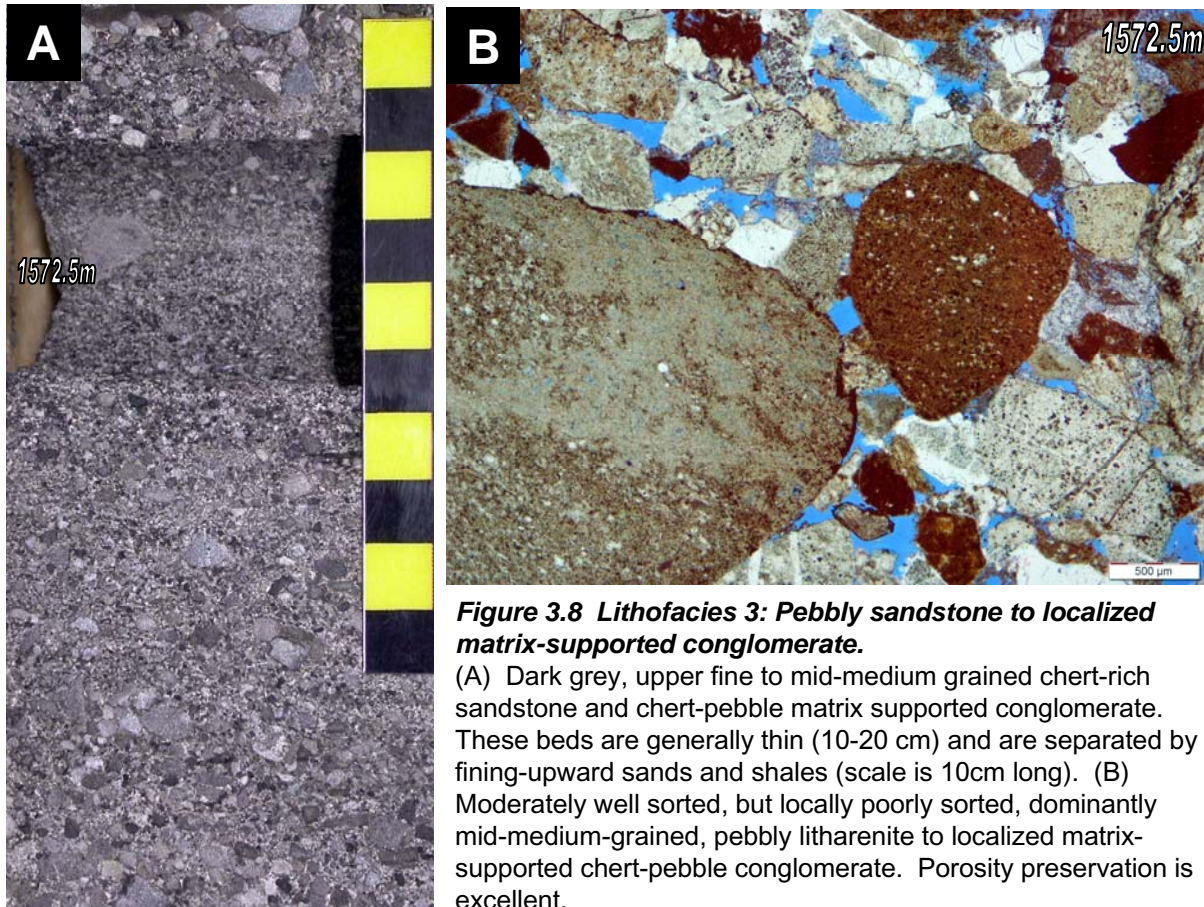 A
B
1572.5m
1572.5m
500 µm
Figure 3.8 Lithofacies 3: Pebbly sandstone to localized
matrix-supported conglomerate.
(A) Dark grey, upper fine to mid-medium grained chert-rich
sandstone and chert-pebble matrix supported conglomerate.
These beds are generally thin (10-20 cm) and are separated by
fining-upward sands and shales (scale is 10cm long). (B)
Moderately well sorted, but locally poorly sorted, dominantly
mid-medium-grained, pebbly litharenite to localized matrix-
supported chert-pebble conglomerate. Porosity preservation is
excellent.